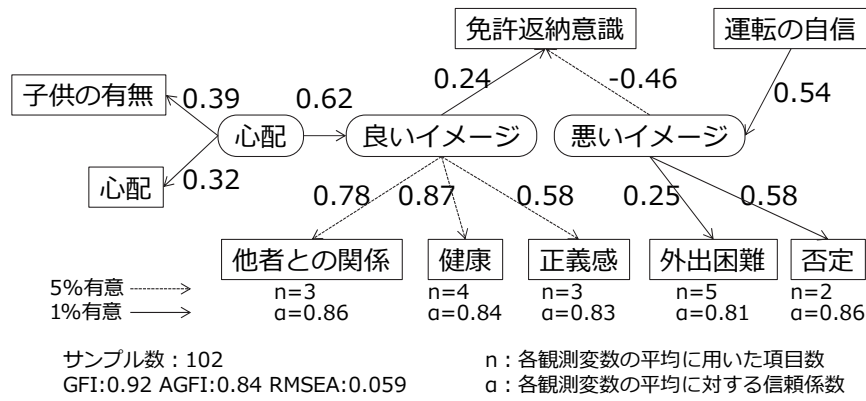 免許返納意識
運転の自信
子供の有無
0.39
0.62
0.24
-0.46
0.54
心配
良いイメージ
悪いイメージ
心配
0.32
0.78
0.87
0.58
0.25
0.58
他者との関係
健康
正義感
外出困難
否定
5%有意
1%有意
n=3
α=0.86
n=4
α=0.84
n=3
α=0.83
n=5
α=0.81
n=2
α=0.86
サンプル数：102
GFI:0.92 AGFI:0.84 RMSEA:0.059
n：各観測変数の平均に用いた項目数
α：各観測変数の平均に対する信頼係数